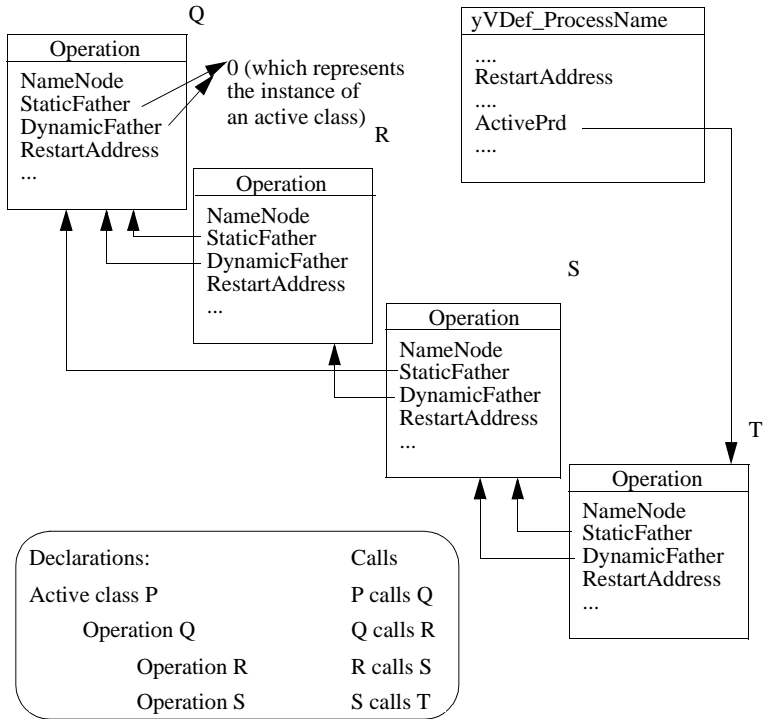 Q
Operation
NameNode
StaticFather
DynamicFather
RestartAddress
...
0 (which represents
the instance of
an active class)
yVDef_ProcessName
....
RestartAddress
....
ActivePrd
....
R
Operation
NameNode
StaticFather
DynamicFather
RestartAddress
...
S
Operation
NameNode
StaticFather
DynamicFather
RestartAddress
...
T
Operation
NameNode
StaticFather
DynamicFather
RestartAddress
...
Declarations: Calls
Active class P P calls Q
Operation Q Q calls R
Operation R R calls S
Operation S S calls T